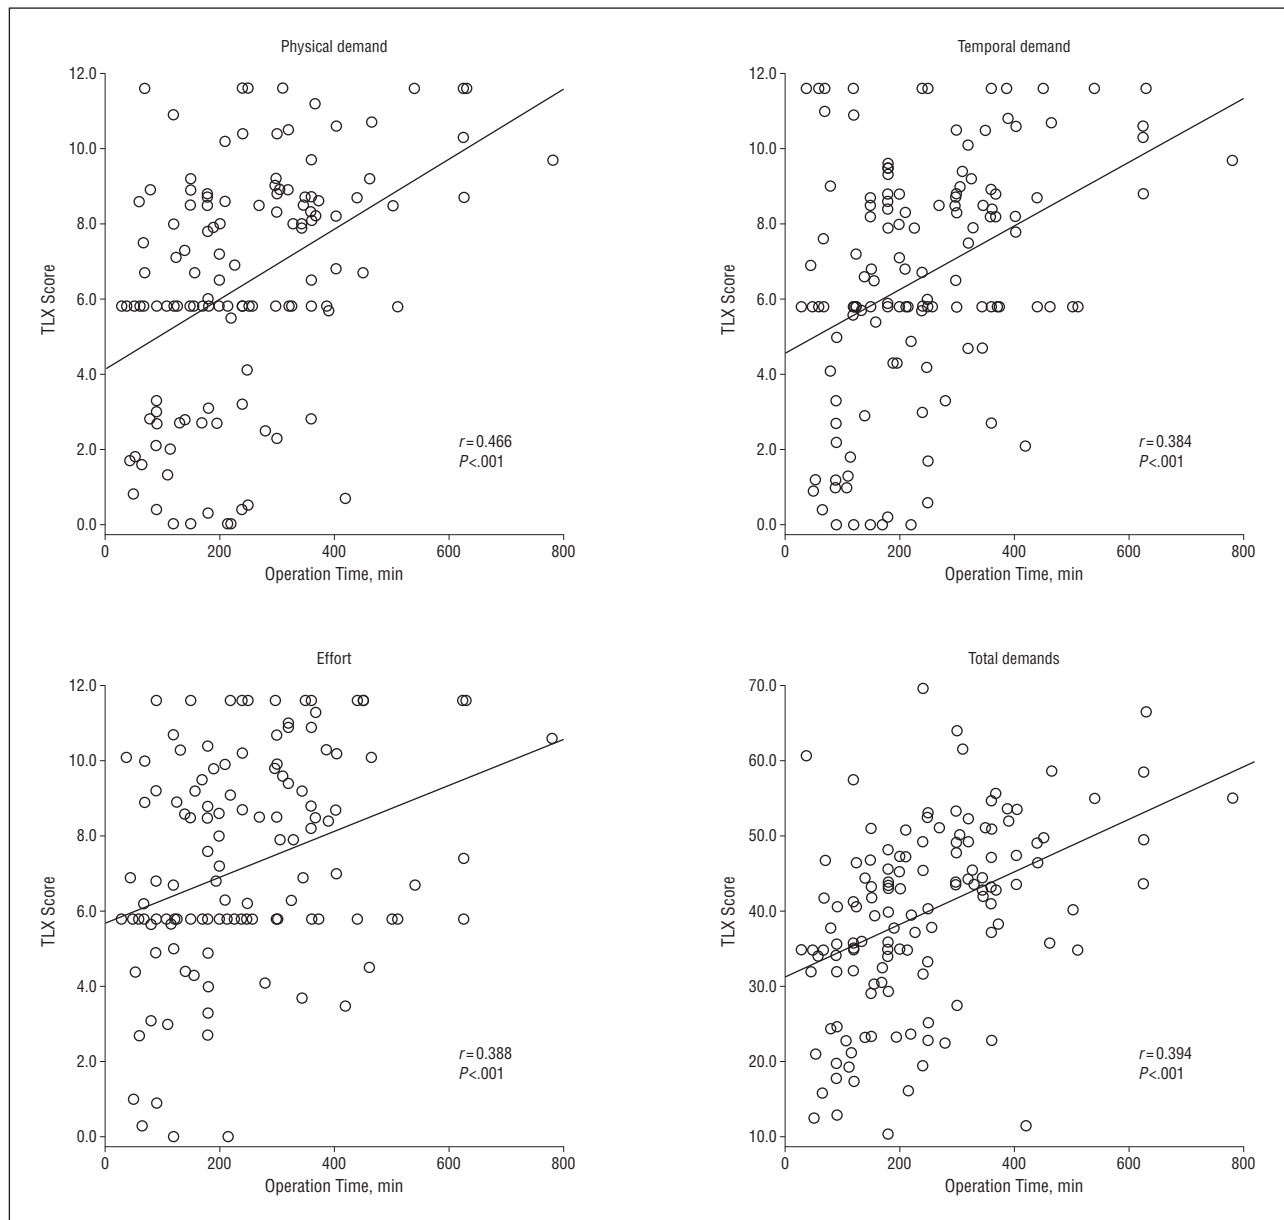 Physical demand
12.0
10.0
8.0
6.0
4.0
2.0
0.0
TLX Score
r=0.466
P<.001
0 200 400 600 800
Operation Time, min
Temporal demand
12.0
10.0
8.0
6.0
4.0
2.0
0.0
TLX Score
r=0.384
P<.001
0 200 400 600 800
Operation Time, min
Effort
12.0
10.0
8.0
6.0
4.0
2.0
0.0
TLX Score
r=0.388
P<.001
0 200 400 600 800
Operation Time, min
Total demands
70.0
60.0
50.0
40.0
30.0
20.0
10.0
TLX Score
r=0.394
P<.001
0 200 400 600 800
Operation Time, min